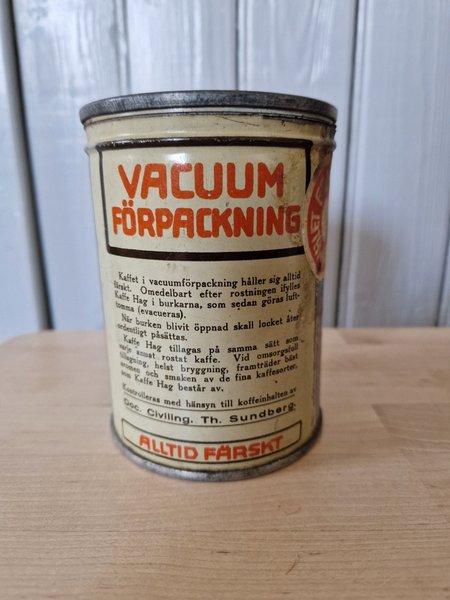 VACUUM
FÖRPACKNING
Kaffet i vacuumförpackning håller sig alltid
färskt. Omedelbart efter rostningen ifylles
Kaffe Hag i burkarna, som sedan göras luft-
tomma (evacueras).
När burken blivit öppnad skall locket åter
ordentligt påsättas.
Kaffe Hag tillagas på samma sätt som
varje annat rostat kaffe. Vid omsorgsfull
tillagning, helst bryggning, framträder bäst
aromen och smaken av de fina kaffesorter,
som Kaffe Hag består av.
Kontrolleras med hänsyn till koffeinhalten av
Doc. Civiling. Th. Sundberg.
ALLTID FÄRSKT